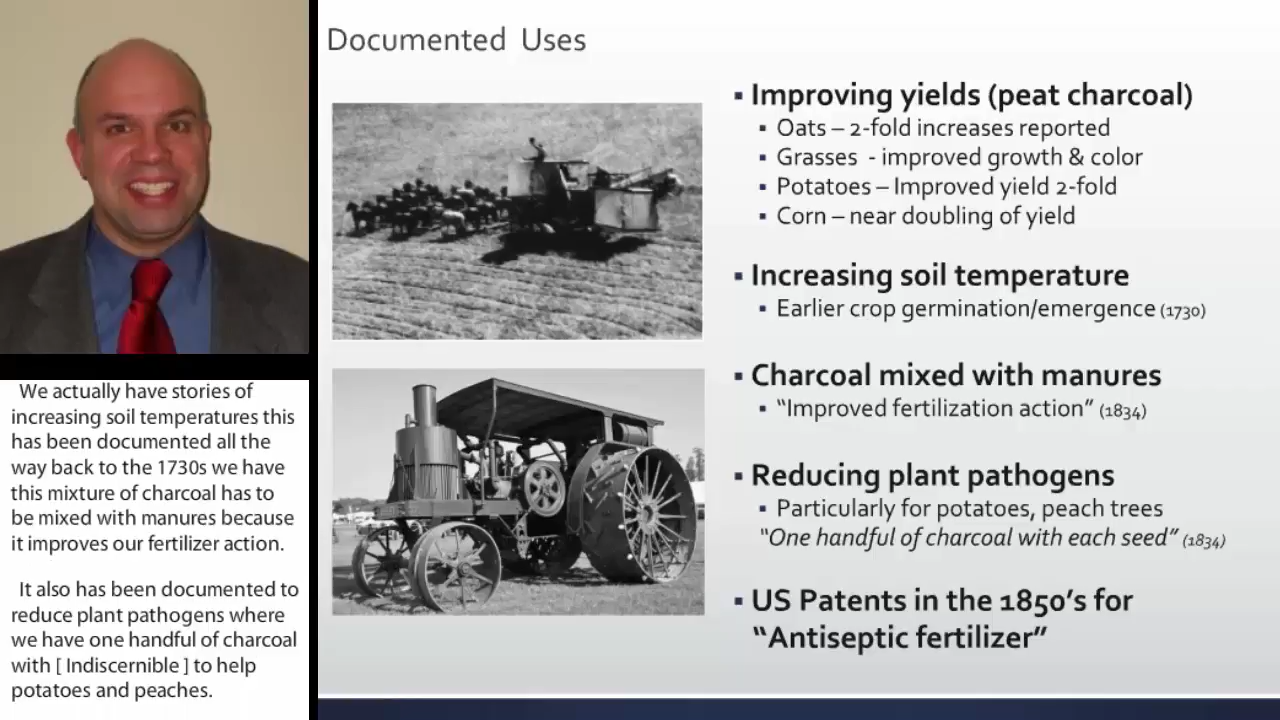 Documented Uses
▪ Improving yields (peat charcoal)
▪ Oats – 2-fold increases reported
▪ Grasses - improved growth & color
▪ Potatoes – Improved yield 2-fold
▪ Corn – near doubling of yield
▪ Increasing soil temperature
▪ Earlier crop germination/emergence (1730)
▪ Charcoal mixed with manures
▪ “Improved fertilization action” (1834)
▪ Reducing plant pathogens
▪ Particularly for potatoes, peach trees
“One handful of charcoal with each seed” (1834)
▪ US Patents in the 1850’s for
“Antiseptic fertilizer”
We actually have stories of
increasing soil temperatures this
has been documented all the
way back to the 1730s we have
this mixture of charcoal has to
be mixed with manures because
it improves our fertilizer action.
It also has been documented to
reduce plant pathogens where
we have one handful of charcoal
with [ Indiscernible ] to help
potatoes and peaches.